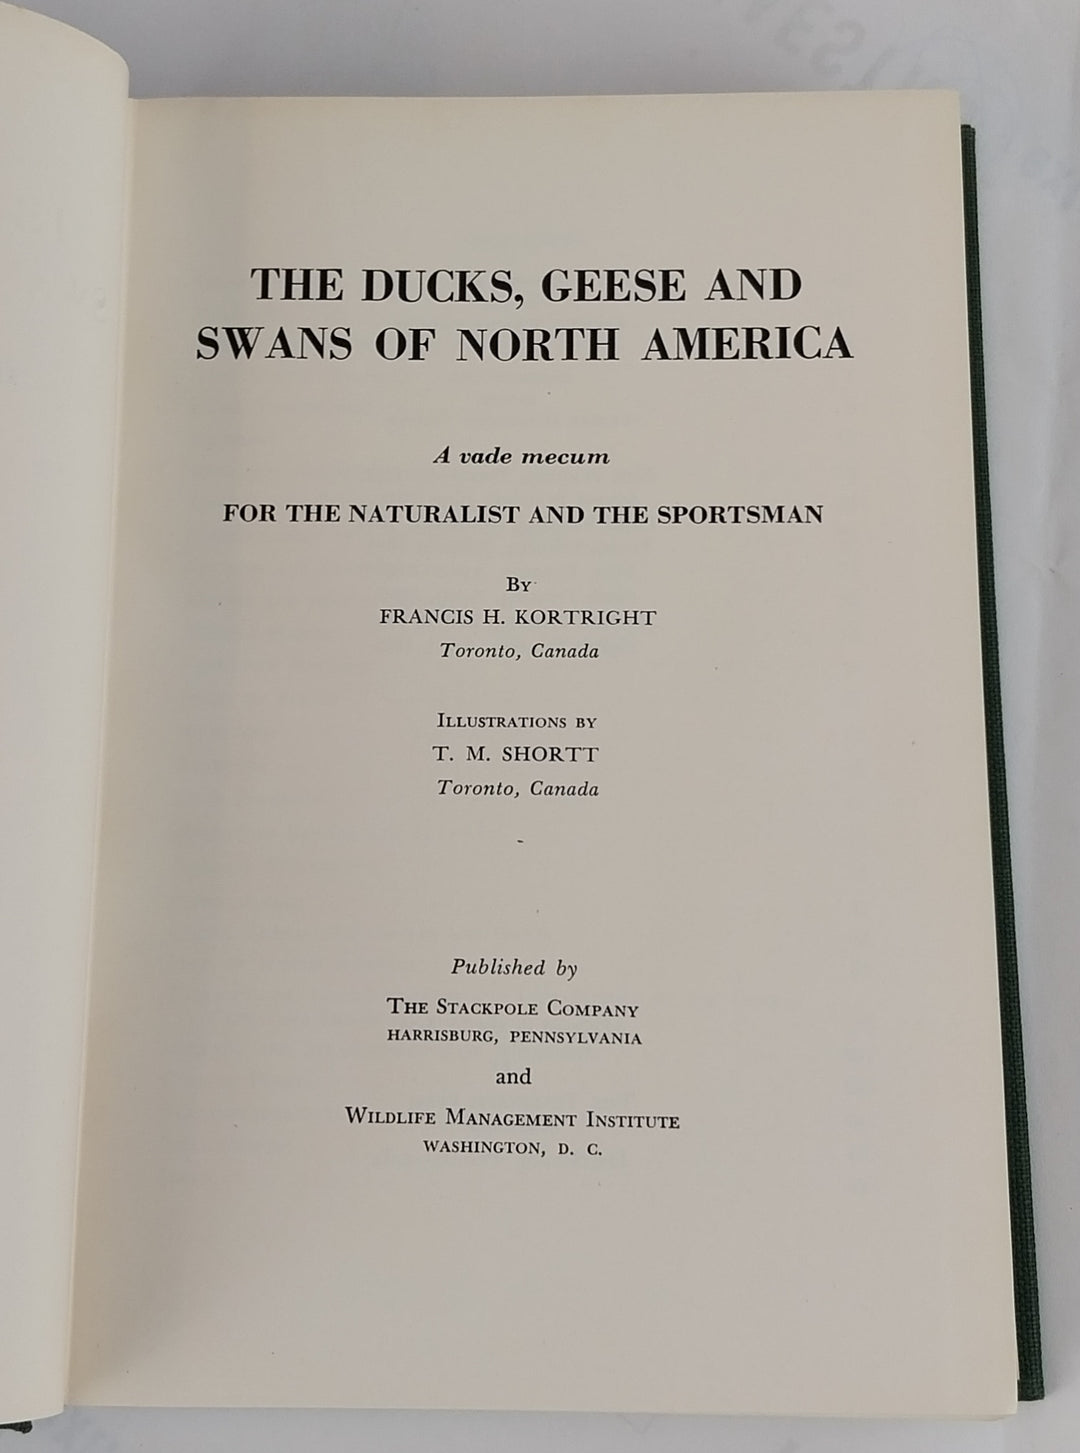 THE DUCKS, GEESE AND
SWANS OF NORTH AMERICA
A vade mecum
FOR THE NATURALIST AND THE SPORTSMAN
BY
FRANCIS H. KORTRIGHT
Toronto, Canada
ILLUSTRATIONS BY
T. M. SHORTT
Toronto, Canada
Published by
THE STACKPOLE COMPANY
HARRISBURG, PENNSYLVANIA
and
WILDLIFE MANAGEMENT INSTITUTE
WASHINGTON, D. C.